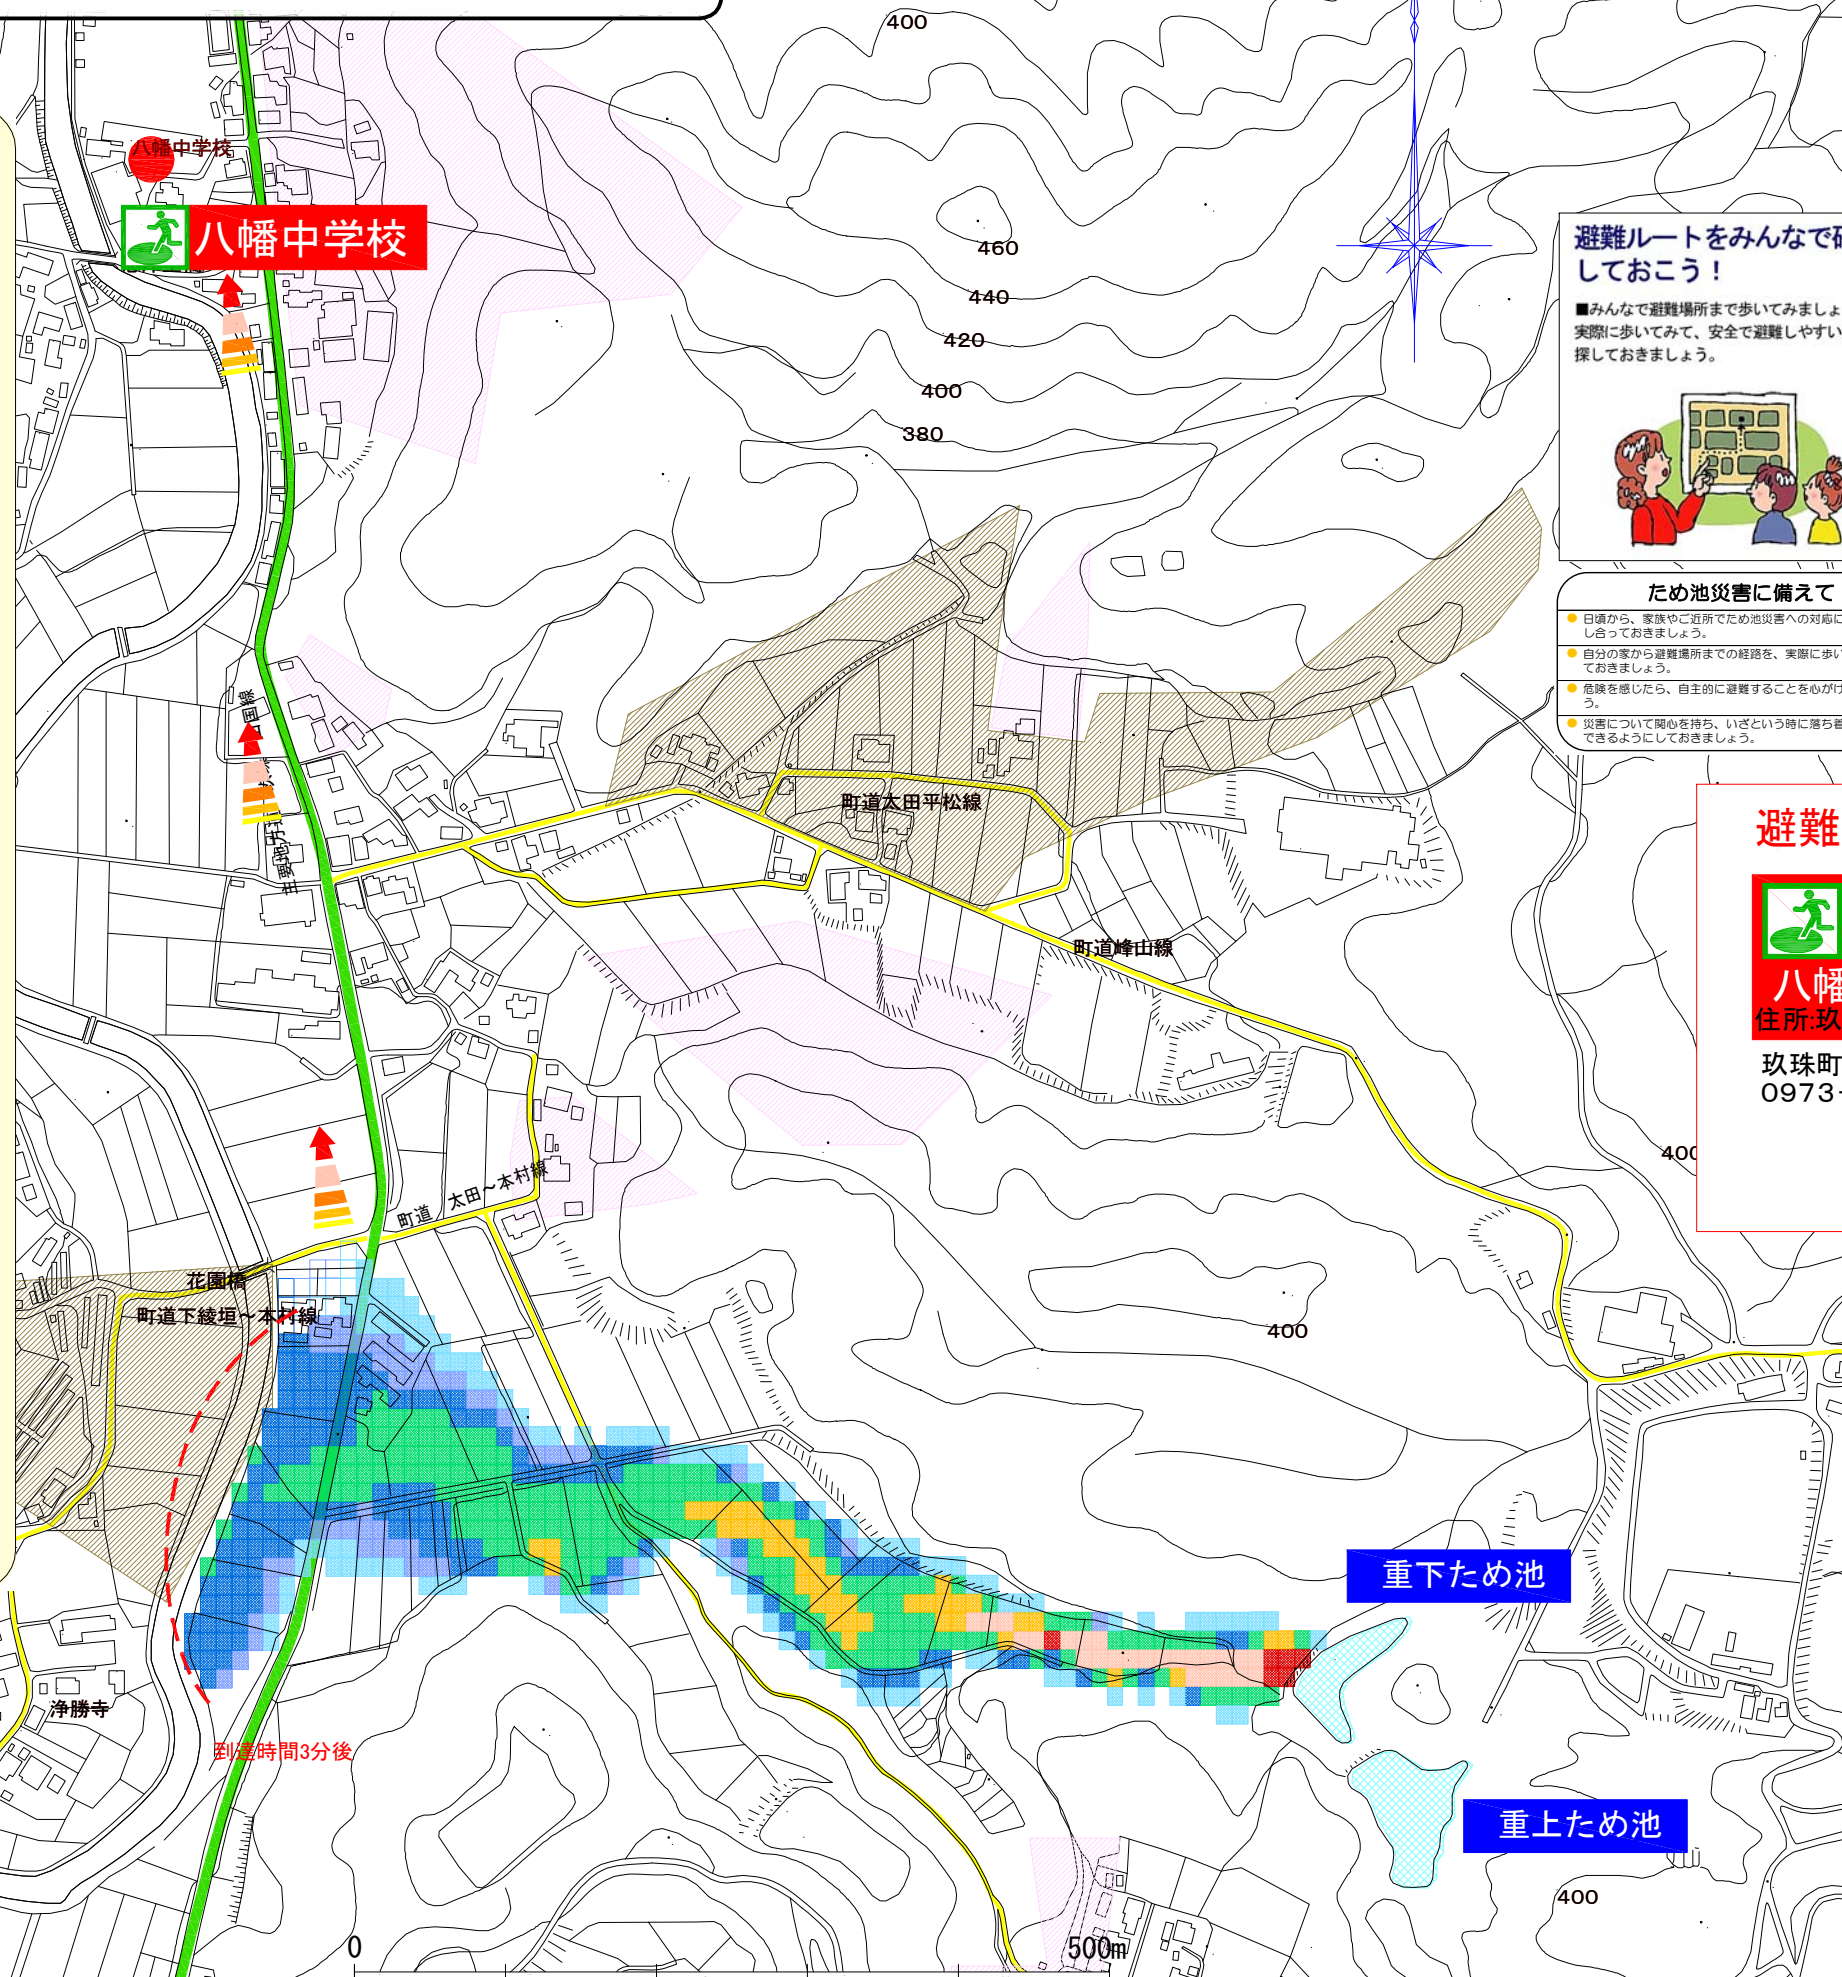 400
八幡中学校
八幡中学校
460
440
420
400
380
避難ルートをみんなで
しておこう！
■みんなで避難場所まで歩いてみましょ
実際に歩いてみて、安全で避難しやすい
探しておきましょう。
ため池災害に備えて
日頃から、家族やご近所でため池災害への対応に
し合っておきましょう。
自分の家から避難場所までの経路を、実際に歩い
ておきましょう。
危険を感じたら、自主的に避難することを心がけ
う。
災害について関心を持ち、いざという時に落ち着
できるようにしておきましょう。
国線
主要地方道
町道太田平松線
町道峰山線
避難
八幡
住所:玖
玖珠町
0973-
400
町道 太田～本村線
花園橋
町道下綾垣～本村線
400
重下ため池
浄勝寺
到達時間3分後
重上ため池
400
0
500m